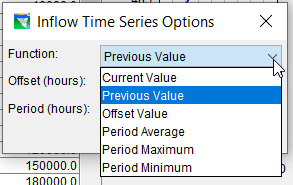 Inflow Time Series Options
Function: Previous Value
Current Value
Previous Value
Offset (hours):
Offset Value
Period (hours):
Period Average
Period Maximum
Period Minimum
150000.0
180000.0